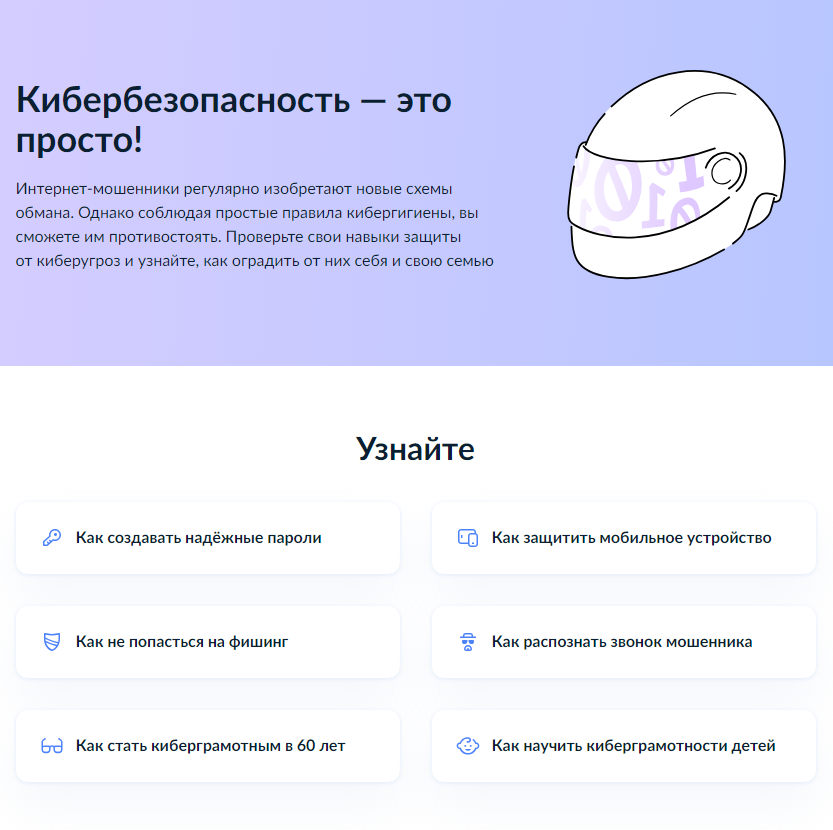 Кибербезопасность — это
просто!
Интернет-мошенники регулярно изобретают новые схемы
обмана. Однако соблюдая простые правила кибергигиены, вы
сможете им противостоять. Проверьте свои навыки защиты
от киберугроз и узнайте, как оградить от них себя и свою семью
Узнайте
Как создавать надёжные пароли
Как защитить мобильное устройство
Как не попасться на фишинг
Как распознать звонок мошенника
Как стать киберграмотным в 60 лет
Как научить киберграмотности детей